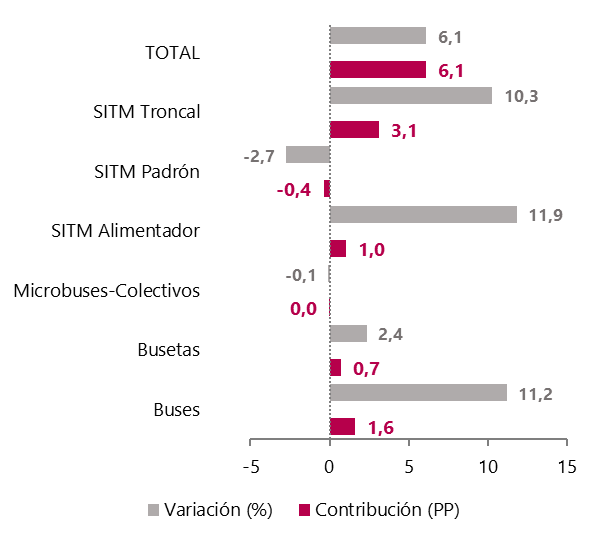 TOTAL
6,1
6,1
SITM Troncal
10,3
3,1
SITM Padrón
-2,7
-0,4
SITM Alimentador
11,9
1,0
Microbuses-Colectivos
-0,1
0,0
Busetas
2,4
0,7
Buses
11,2
1,6
-5 0 5 10 15
Variación (%) Contribución (PP)